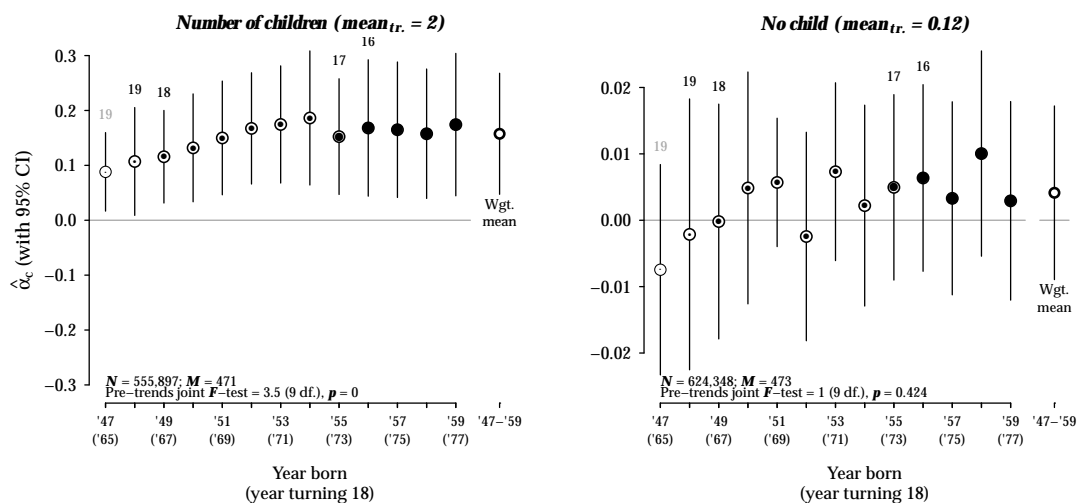 Number of children (mean tr. = 2)
0.3
0.2
0.1
0.0
−0.1
−0.2
−0.3
α̂c (with 95% CI)
19
19
18
17
16
Wgt.
mean
N = 555,897; M = 471
Pre−trends joint F−test = 3.5 (9 df.), p = 0
'47 '49 '51 '53 '55 '57 '59 '47−'59
('65) ('67) ('69) ('71) ('73) ('75) ('77)
Year born
(year turning 18)
No child (mean tr. = 0.12)
0.02
0.01
0.00
−0.01
−0.02
19
19
18
17
16
Wgt.
mean
N = 624,348; M = 473
Pre−trends joint F−test = 1 (9 df.), p = 0.424
'47 '49 '51 '53 '55 '57 '59 '47−'59
('65) ('67) ('69) ('71) ('73) ('75) ('77)
Year born
(year turning 18)